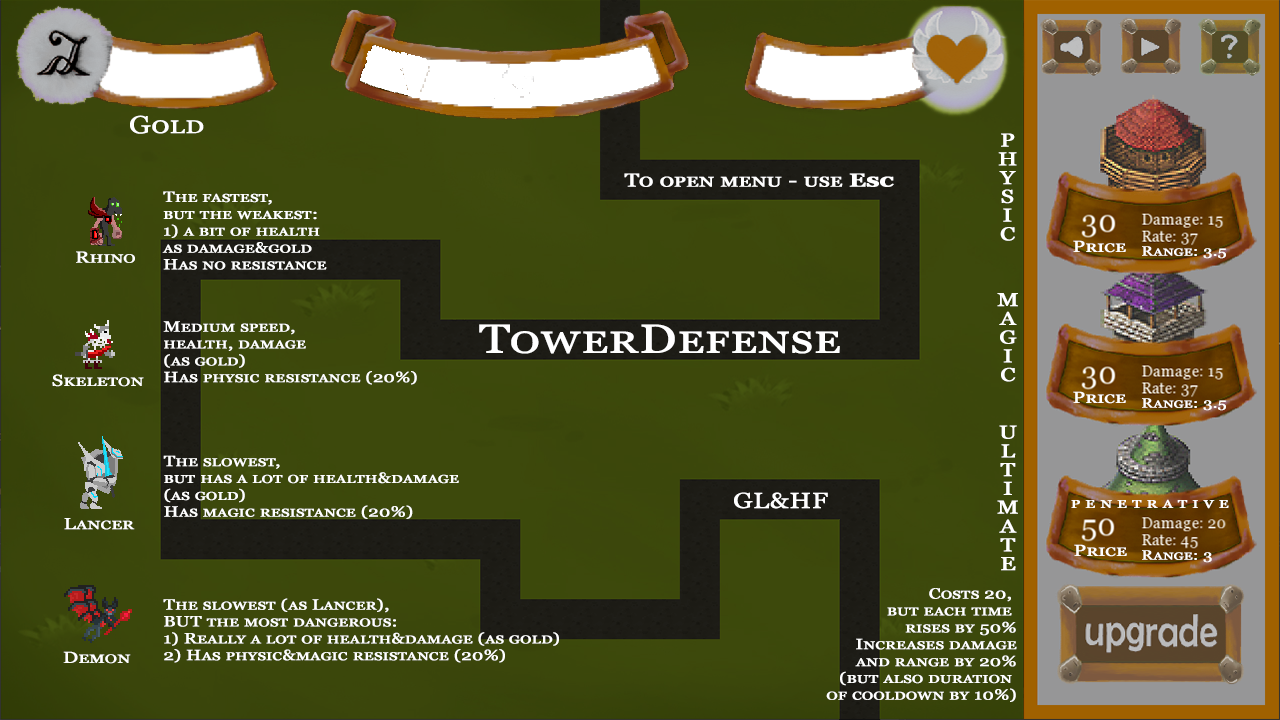 Gold
To open menu - use Esc
Rhino
The fastest,
but the weakest:
1) a bit of health
as damage&gold
Has no resistance
Skeleton
Medium speed,
health, damage
(as gold)
Has physic resistance (20%)
Lancer
The slowest,
but has a lot of health&damage
(as gold)
Has magic resistance (20%)
Demon
The slowest (as Lancer),
BUT the most dangerous:
1) Really a lot of health&damage (as gold)
2) Has physic&magic resistance (20%)
TowerDefense
GL&HF
PHYSIC
?
30
Price
Damage: 15
Rate: 37
Range: 3.5
MAGIC
30
Price
Damage: 15
Rate: 37
Range: 3.5
ULTIMATE
PENETRATIVE
50
Price
Damage: 20
Rate: 45
Range: 3
Costs 20,
but each time
rises by 50%
Increases damage
and range by 20%
(but also duration
of cooldown by 10%)
upgrade